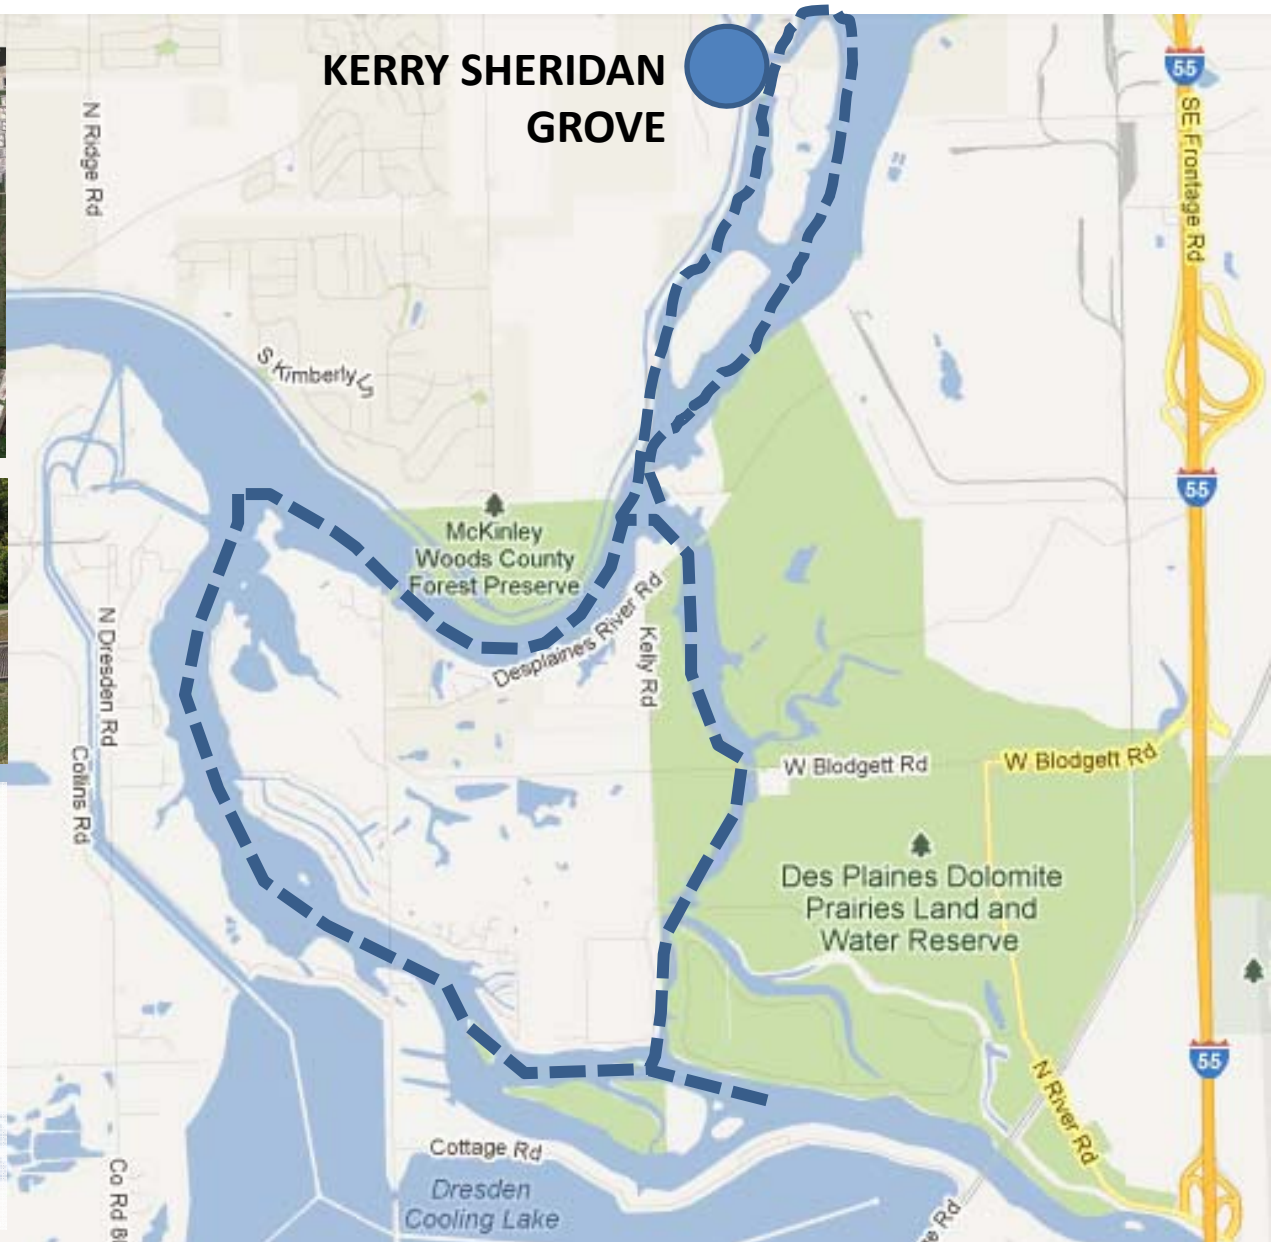 KERRY SHERIDAN
GROVE
55
SE Frontage Rd
N Ridge Rd
S Kimberly Ln
55
McKinley
Woods County
Forest Preserve
Desplaines River Rd
Kelly Rd
N Dresden Rd
Collins Rd
W Blodgett Rd
W Blodgett Rd
Des Plaines Dolomite
Prairies Land and
Water Reserve
55
N River Rd
Cottage Rd
Dresden
Cooling Lake
Co Rd
Rd